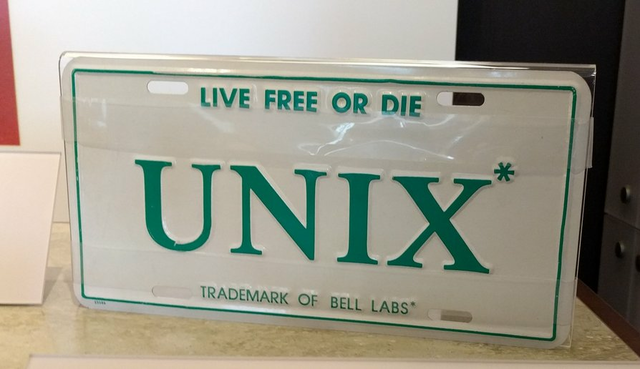 LIVE FREE OR DIE
UNIX*
TRADEMARK OF BELL LABS*